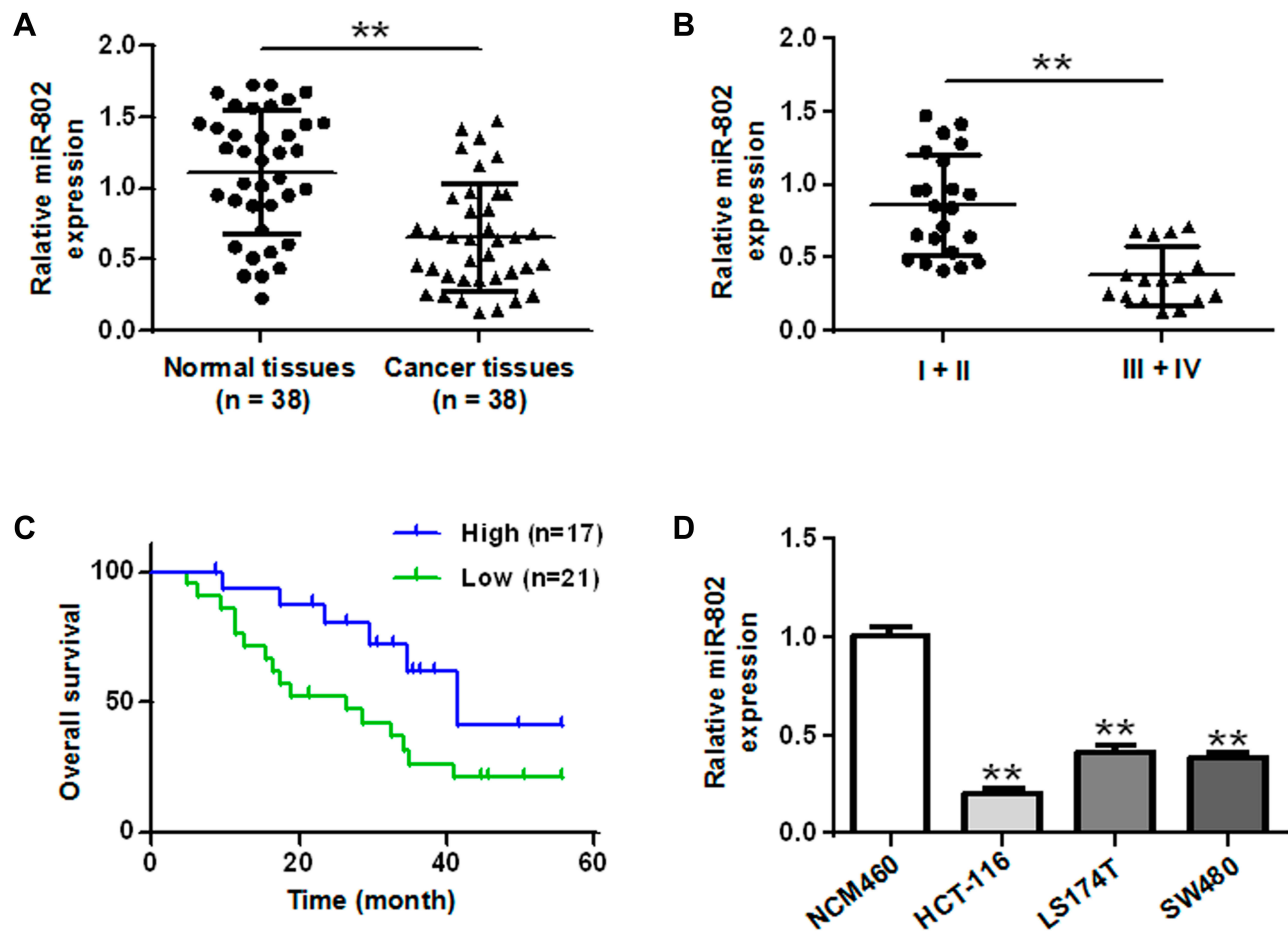 A
Ralative miR-802
expression
2.0
1.5
1.0
0.5
0.0
**
Normal tissues
(n = 38)
Cancer tissues
(n = 38)
B
Ralative miR-802
expression
2.0
1.5
1.0
0.5
0.0
**
I + II
III + IV
C
Overall survival
100
50
0
High (n=17)
Low (n=21)
0
20
40
60
Time (month)
D
Ralative miR-802
expression
1.5
1.0
0.5
0.0
**
**
**
NCM460
HCT-116
LS174T
SW480